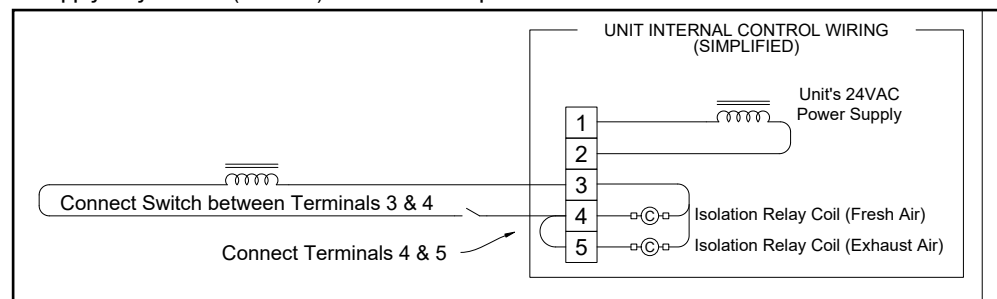 UNIT INTERNAL CONTROL WIRING
(SIMPLIFIED)
Unit's 24VAC
Power Supply
1
2
3
4
5
Connect Switch between Terminals 3 & 4
Isolation Relay Coil (Fresh Air)
C
Isolation Relay Coil (Exhaust Air)
C
Connect Terminals 4 & 5